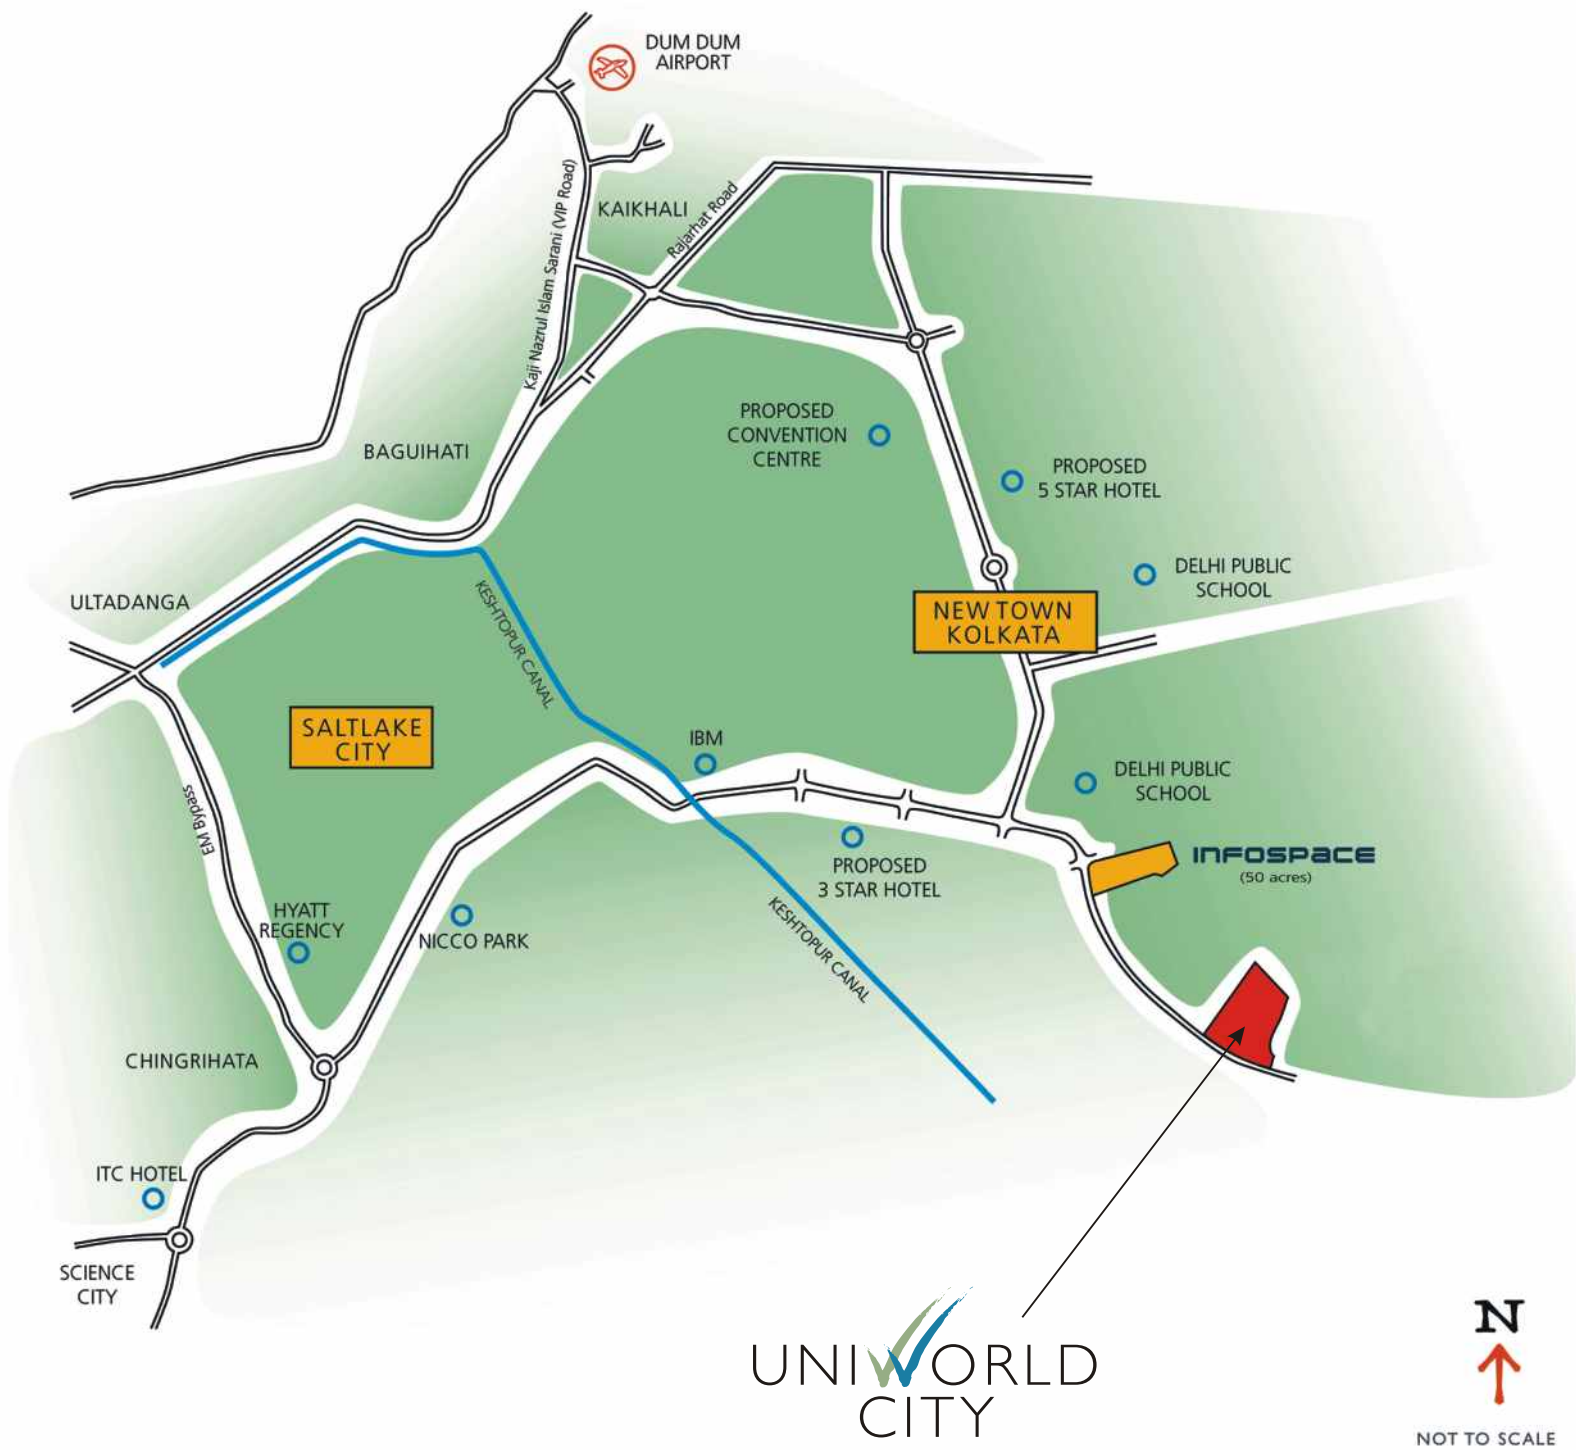 DUM DUM
AIRPORT
Kaji Nazrul Islam Sarani (VIP Road)
KAIKHALI
Rajarhat Road
PROPOSED
CONVENTION
CENTRE
BAGUIHATI
PROPOSED
5 STAR HOTEL
DELHI PUBLIC
SCHOOL
ULTADANGA
KESHTOPUR CANAL
NEW TOWN
KOLKATA
SALTLAKE
CITY
IBM
EM Bypass
DELHI PUBLIC
SCHOOL
PROPOSED
3 STAR HOTEL
INFOSPACE
(50 acres)
HYATT
REGENCY
NICCO PARK
KESHTOPUR CANAL
CHINGRIHATA
ITC HOTEL
SCIENCE
CITY
UNIWORLD
CITY
N
NOT TO SCALE